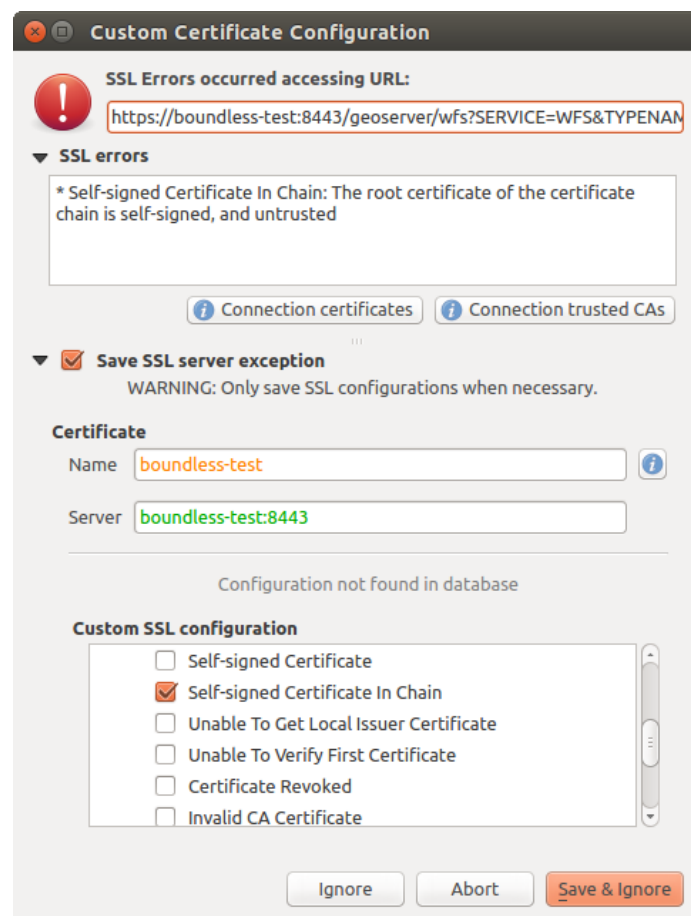 Custom Certificate Configuration
SSL Errors occurred accessing URL:
https://boundless-test:8443/geoserver/wfs?SERVICE=WFS&TYPENAM
SSL errors
* Self-signed Certificate In Chain: The root certificate of the certificate
chain is self-signed, and untrusted
Connection certificates
Connection trusted CAs
Save SSL server exception
WARNING: Only save SSL configurations when necessary.
Certificate
Name boundless-test
Server boundless-test:8443
Configuration not found in database
Custom SSL configuration
Self-signed Certificate
Self-signed Certificate In Chain
Unable To Get Local Issuer Certificate
Unable To Verify First Certificate
Certificate Revoked
Invalid CA Certificate
Ignore Abort Save & Ignore